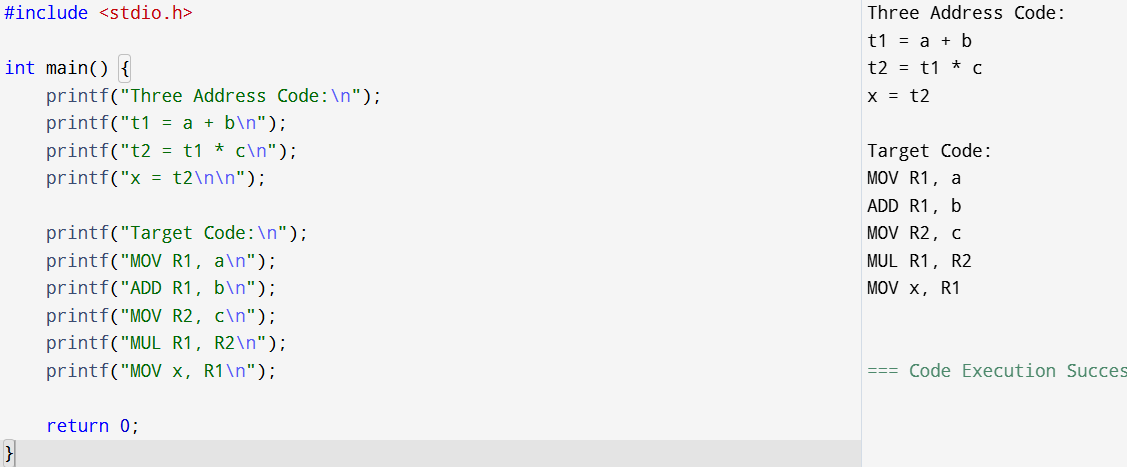 #include <stdio.h>

int main() {
    printf("Three Address Code:\n");
    printf("t1 = a + b\n");
    printf("t2 = t1 * c\n");
    printf("x = t2\n\n");

    printf("Target Code:\n");
    printf("MOV R1, a\n");
    printf("ADD R1, b\n");
    printf("MOV R2, c\n");
    printf("MUL R1, R2\n");
    printf("MOV x, R1\n");

    return 0;
}
Three Address Code:
t1 = a + b
t2 = t1 * c
x = t2

Target Code:
MOV R1, a
ADD R1, b
MOV R2, c
MUL R1, R2
MOV x, R1

=== Code Execution Succes